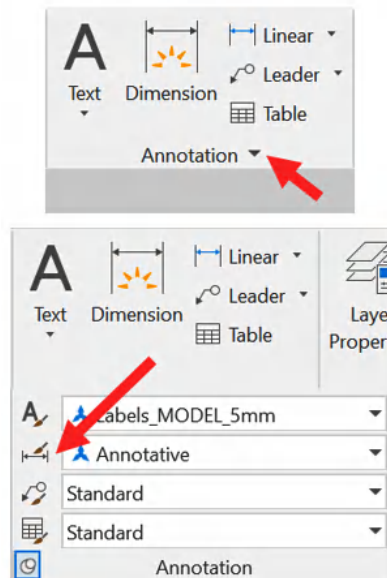 Linear
Leader
Text Dimension
Table
Annotation
Linear
Leader
Text Dimension
Table
Laye
Proper
Labels_MODEL_5mm
Annotative
Standard
Standard
Annotation